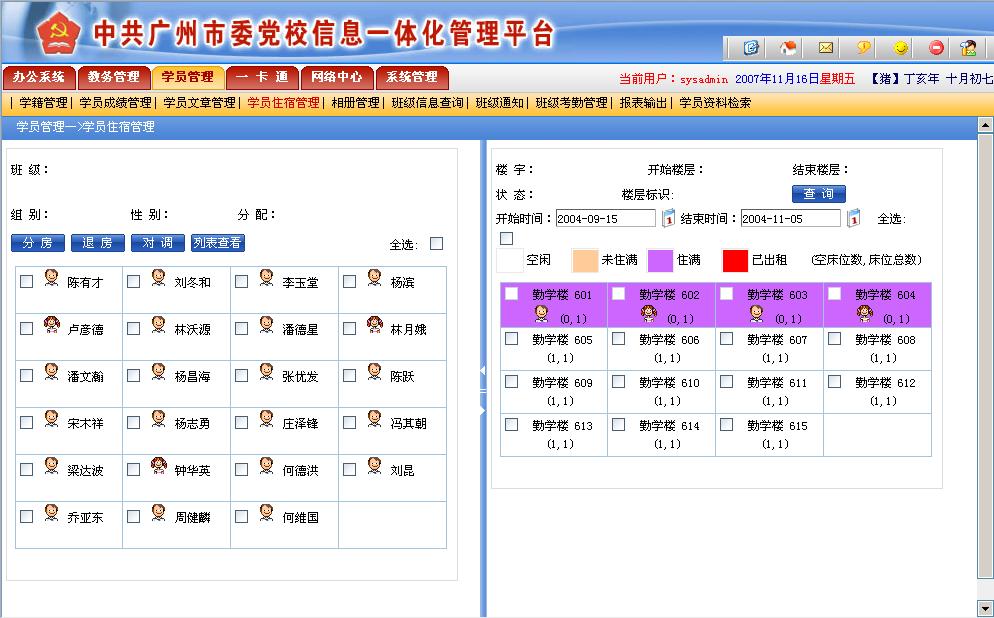 中共广州市委党校信息一体化管理平台
办公系统 教务管理 学员管理 一 卡 通 网络中心 系统管理
当前用户：sysadmin 2007年11月16日星期五 【猪】丁亥年 十月初七
| 学籍管理| 学员成绩管理| 学员文章管理| 学员住宿管理| 相册管理| 班级信息查询| 班级通知| 班级考勤管理| 报表输出| 学员资料检索
学员管理—>学员住宿管理
班 级：
组 别： 性 别： 分 配：
分 房 退 房 对 调 列表查看 全选:
陈有才 刘冬和 李玉堂 杨滨
卢彦德 林沃源 潘德星 林月娥
潘文瀚 杨昌海 张优发 陈跃
宋木祥 杨志勇 庄泽锋 冯其朝
梁达波 钟华英 何德洪 刘昆
乔亚东 周健麟 何维国
楼 宇： 开始楼层： 结束楼层：
状 态： 楼层标识: 查 询
开始时间：2004-09-15 结束时间：2004-11-05 全选:
空闲 未住满 住满 已出租 (空床位数,床位总数)
勤学楼 601 勤学楼 602 勤学楼 603 勤学楼 604
(0,1) (0,1) (0,1) (0,1)
勤学楼 605 勤学楼 606 勤学楼 607 勤学楼 608
(1,1) (1,1) (1,1) (1,1)
勤学楼 609 勤学楼 610 勤学楼 611 勤学楼 612
(1,1) (1,1) (1,1) (1,1)
勤学楼 613 勤学楼 614 勤学楼 615
(1,1) (1,1) (1,1)